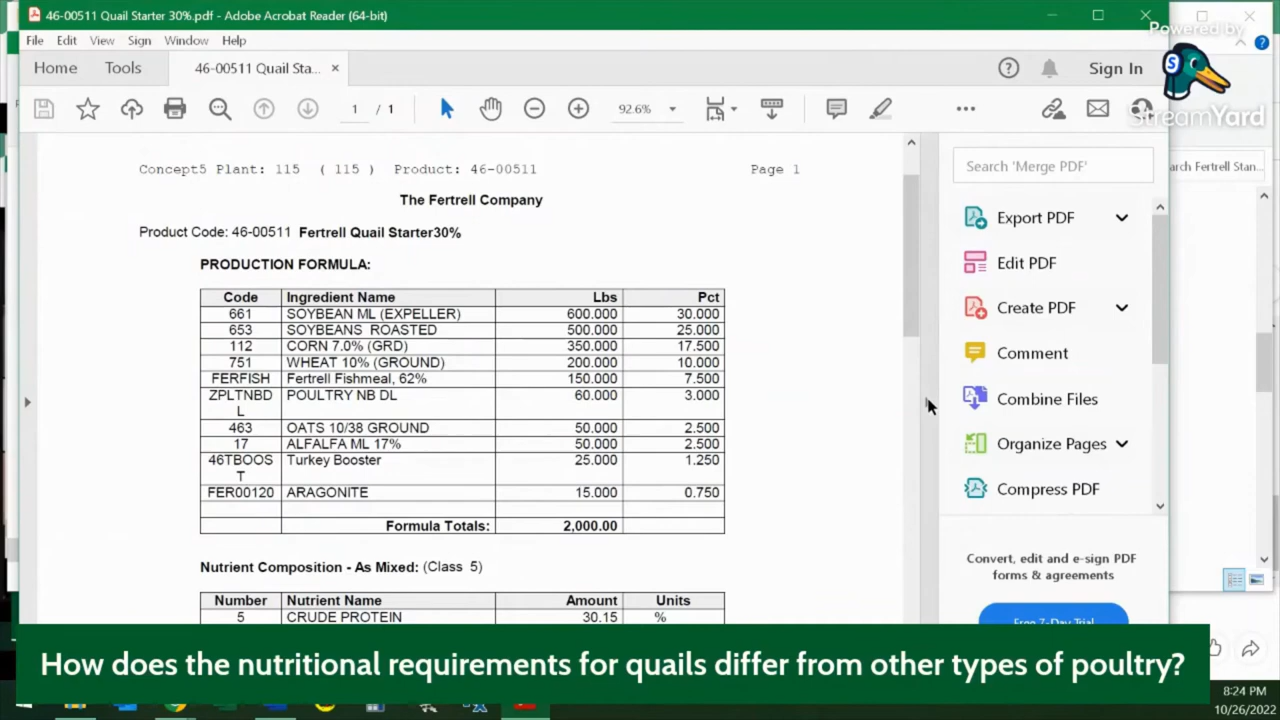 46-00511 Quail Starter 30%.pdf - Adobe Acrobat Reader (64-bit)
File Edit View Sign Window Help
Powered by
StreamYard
Home Tools 46-00511 Quail Sta... × Sign In
1 / 1 92.6%
arch Fertrell Stan...
Concept5 Plant: 115 ( 115 ) Product: 46-00511 Page 1
The Fertrell Company
Product Code: 46-00511 Fertrell Quail Starter30%
PRODUCTION FORMULA:
Code Ingredient Name Lbs Pct
661 SOYBEAN ML (EXPELLER) 600.000 30.000
653 SOYBEANS ROASTED 500.000 25.000
112 CORN 7.0% (GRD) 350.000 17.500
751 WHEAT 10% (GROUND) 200.000 10.000
FERFISH Fertrell Fishmeal, 62% 150.000 7.500
ZPLTNBD POULTRY NB DL 60.000 3.000
L
463 OATS 10/38 GROUND 50.000 2.500
17 ALFALFA ML 17% 50.000 2.500
46TBOOS Turkey Booster 25.000 1.250
T
FER00120 ARAGONITE 15.000 0.750
Formula Totals: 2,000.00
Nutrient Composition - As Mixed: (Class 5)
Number Nutrient Name Amount Units
5 CRUDE PROTEIN 30.15 %
Search 'Merge PDF'
Export PDF
Edit PDF
Create PDF
Comment
Combine Files
Organize Pages
Compress PDF
Convert, edit and e-sign PDF
forms & agreements
Free 7-Day Trial
How does the nutritional requirements for quails differ from other types of poultry?
8:24 PM
10/26/2022